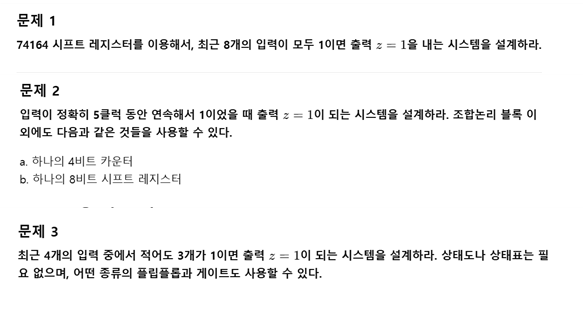 문제 1
74164 시프트 레지스터를 이용해서, 최근 8개의 입력이 모두 1이면 출력 z = 1을 내는 시스템을 설계하라.
문제 2
입력이 정확히 5클럭 동안 연속해서 1이었을 때 출력 z = 1이 되는 시스템을 설계하라. 조합논리 블록 이
외에도 다음과 같은 것들을 사용할 수 있다.
a. 하나의 4비트 카운터
b. 하나의 8비트 시프트 레지스터
문제 3
최근 4개의 입력 중에서 적어도 3개가 1이면 출력 z = 1이 되는 시스템을 설계하라. 상태도나 상태표는 필
요 없으며, 어떤 종류의 플립플롭과 게이트도 사용할 수 있다.